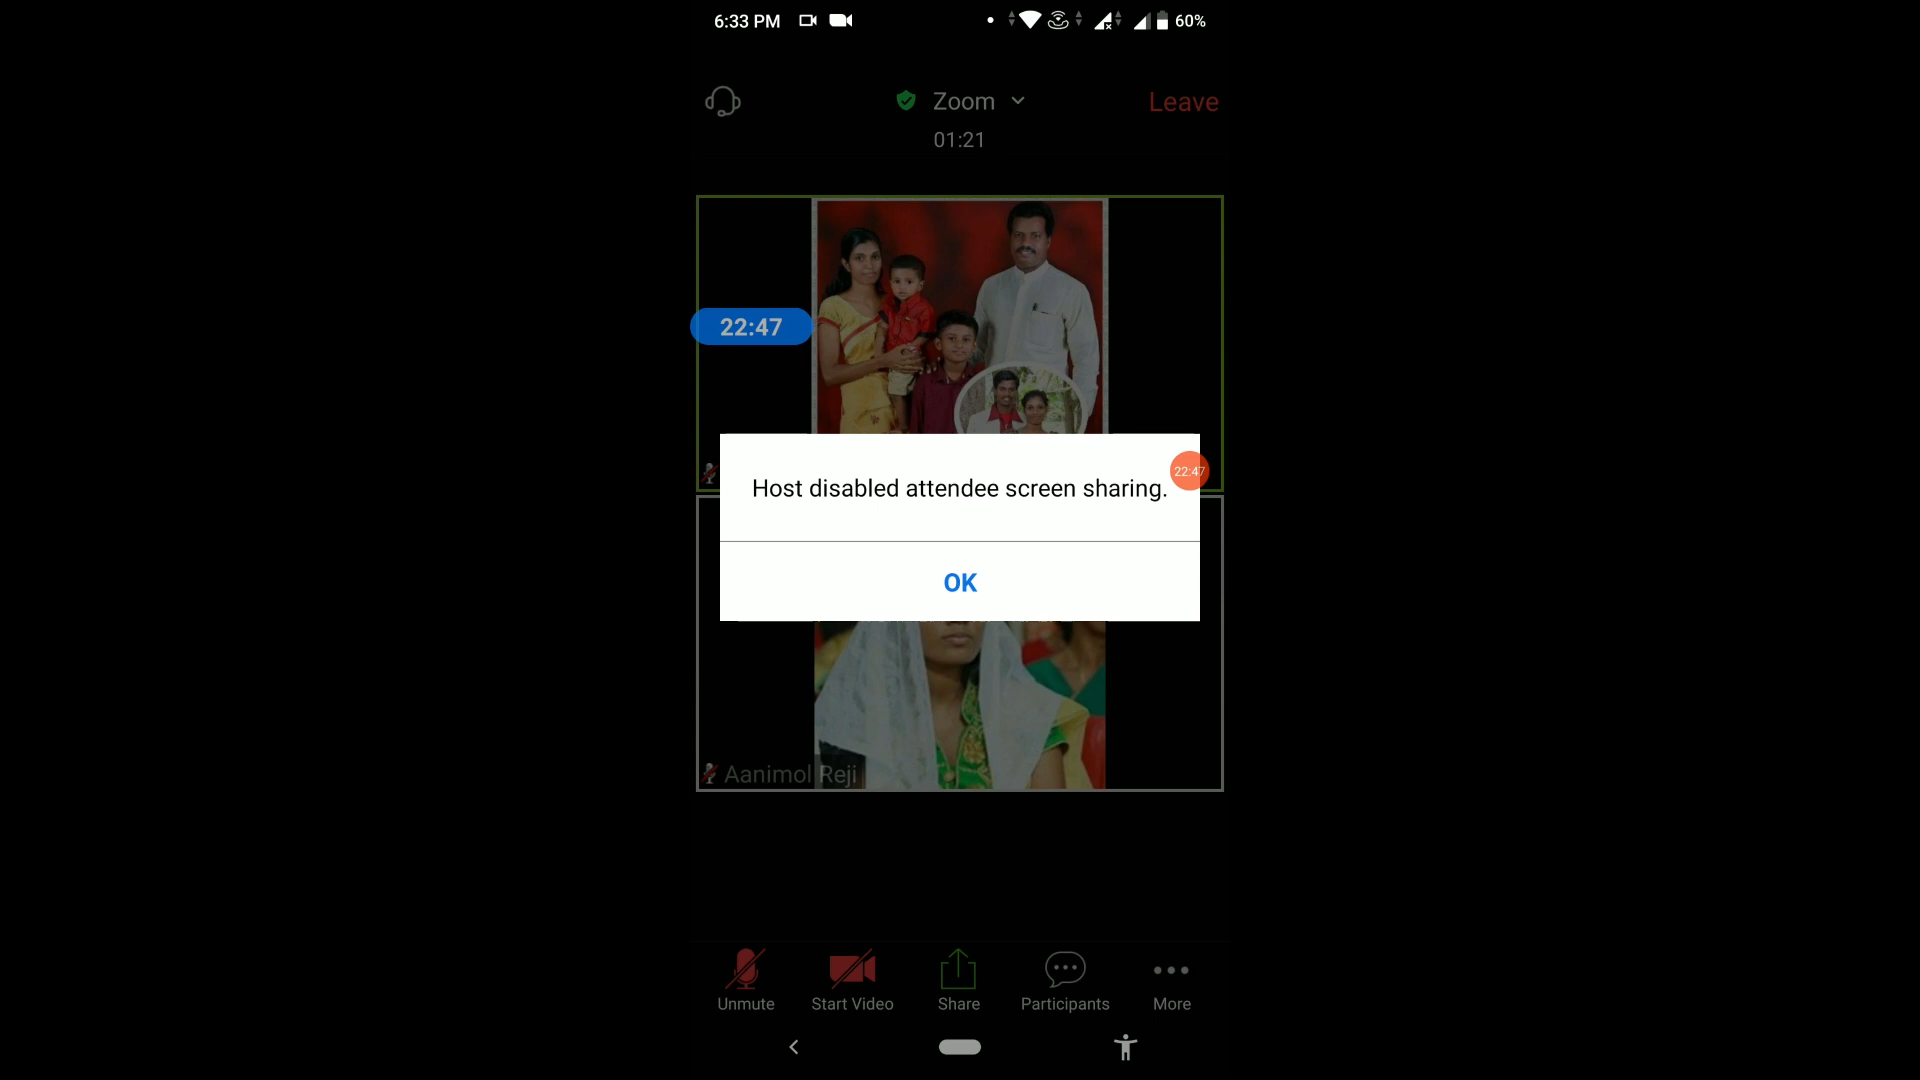 6:33 PM 60%
Zoom Leave
01:21
22:47
Host disabled attendee screen sharing.
22:47
OK
Aanimol Reji
Unmute Start Video Share Participants More